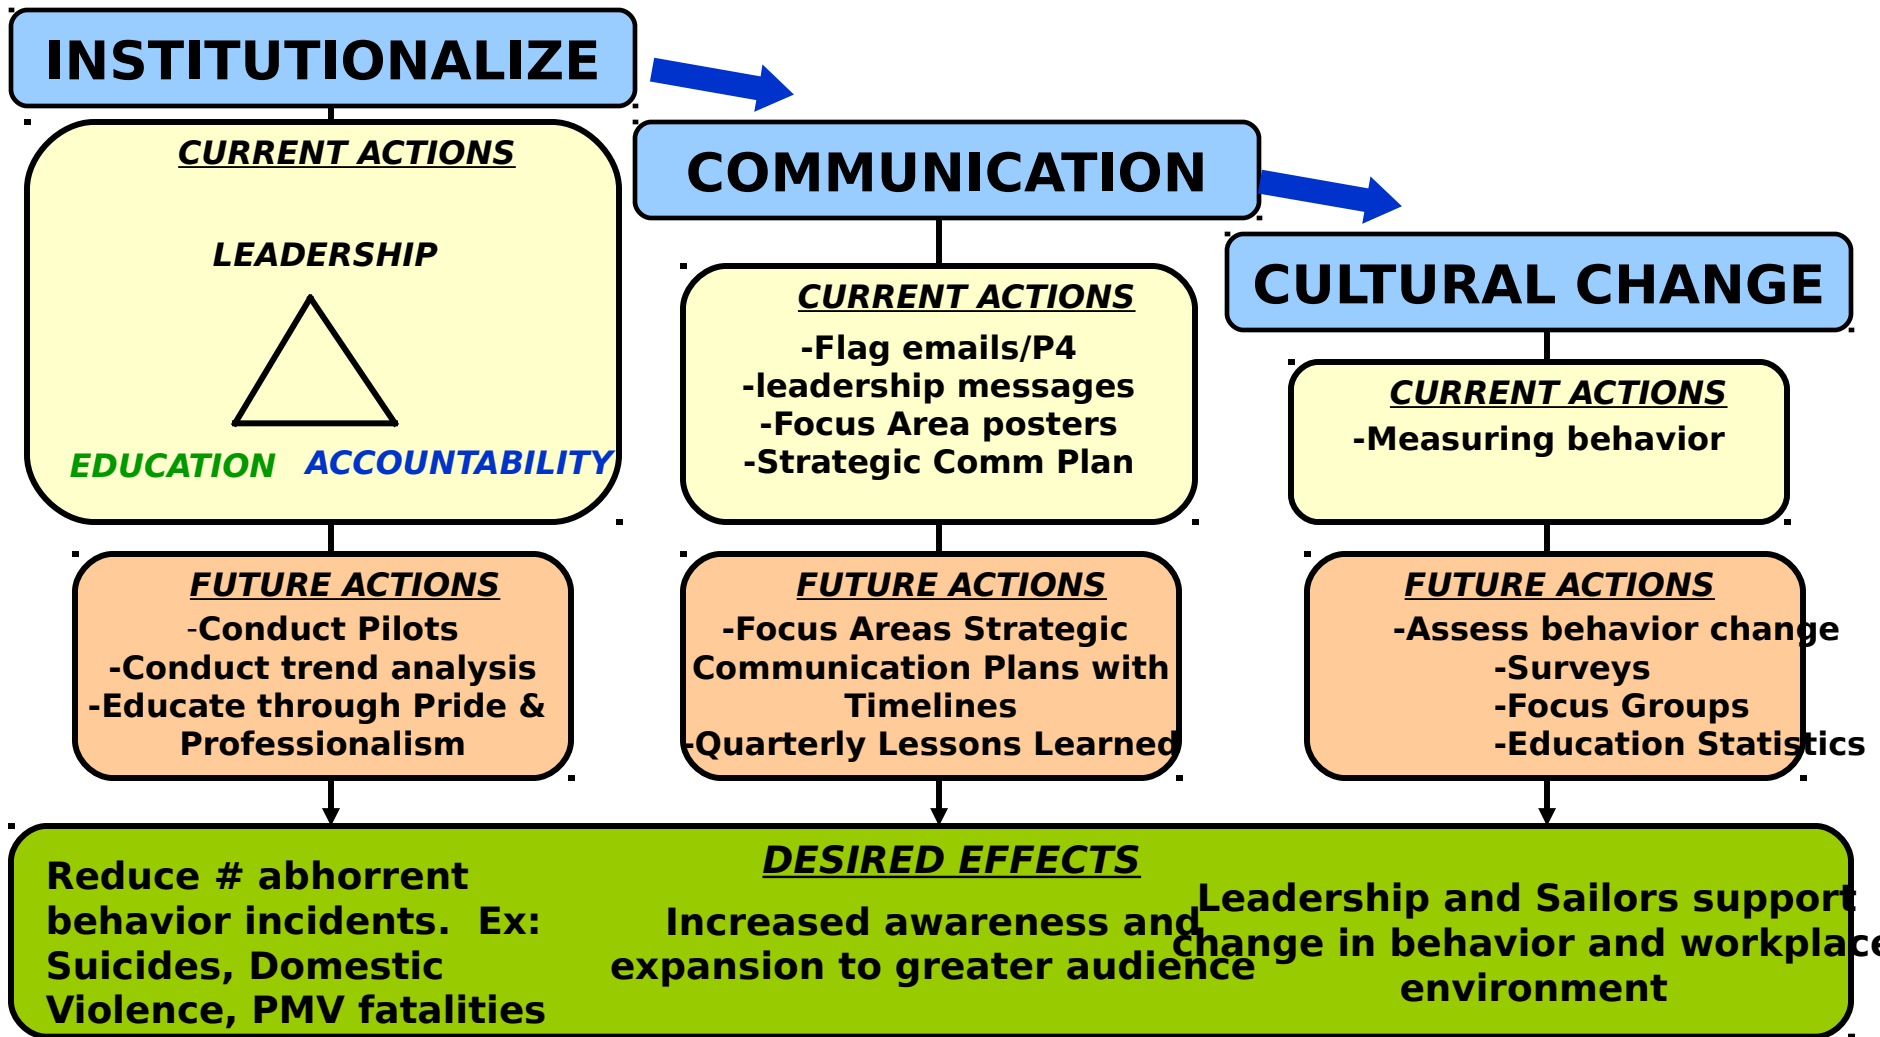 INSTITUTIONALIZE
CURRENT ACTIONS
LEADERSHIP
EDUCATION
ACCOUNTABILITY
FUTURE ACTIONS
-Conduct Pilots
-Conduct trend analysis
-Educate through Pride &
Professionalism
COMMUNICATION
CURRENT ACTIONS
-Flag emails/P4
-leadership messages
-Focus Area posters
-Strategic Comm Plan
FUTURE ACTIONS
-Focus Areas Strategic
Communication Plans with
Timelines
-Quarterly Lessons Learned
CULTURAL CHANGE
CURRENT ACTIONS
-Measuring behavior
FUTURE ACTIONS
-Assess behavior change
-Surveys
-Focus Groups
-Education Statistics
DESIRED EFFECTS
Reduce # abhorrent
behavior incidents.  Ex:
Suicides, Domestic
Violence, PMV fatalities
Increased awareness and
expansion to greater audience
Leadership and Sailors support
change in behavior and workplace
environment